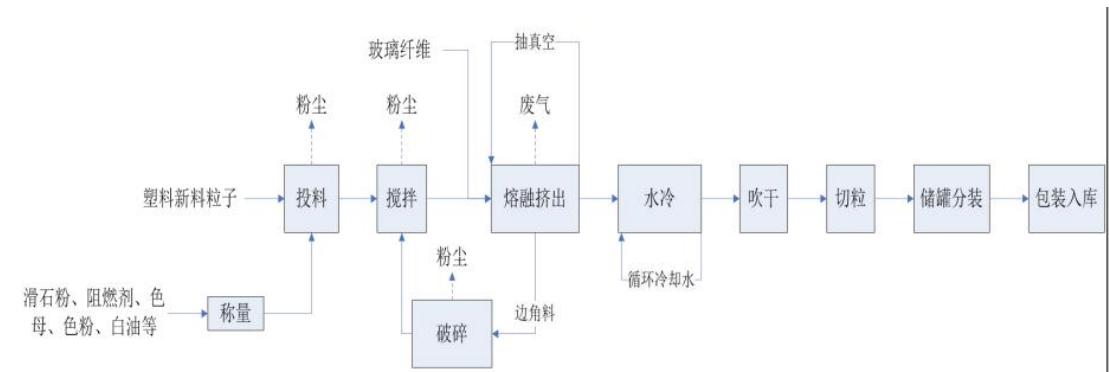 抽真空
玻璃纤维
粉尘
粉尘
废气
塑料新料粒子
投料
搅拌
熔融挤出
水冷
吹干
切粒
储罐分装
包装入库
粉尘
循环冷却水
滑石粉、阻燃剂、色
母、色粉、白油等
称量
边角料
破碎